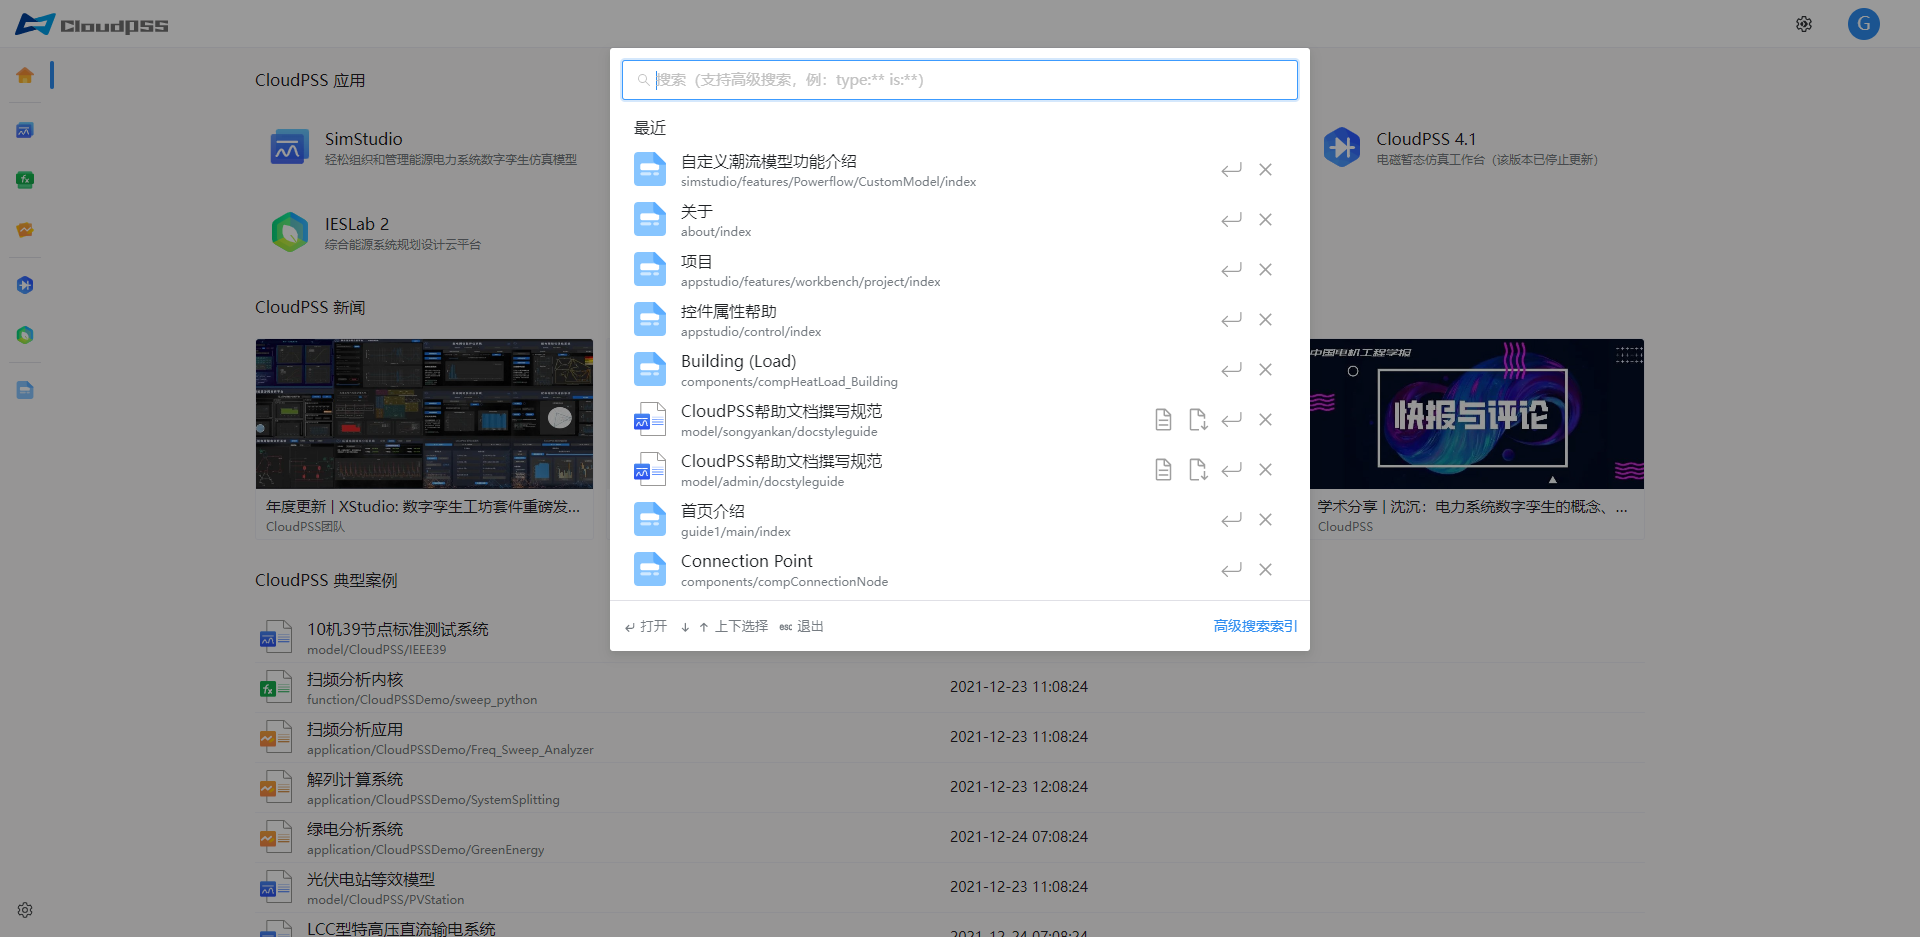 CloudPSS
G
CloudPSS 应用
SimStudio
轻松组织和管理能源电力系统数字孪生仿真模型
CloudPSS 4.1
电磁暂态仿真工作台（该版本已停止更新）
IESLab 2
综合能源系统规划设计云平台
CloudPSS 新闻
年度更新 | XStudio: 数字孪生工坊套件重磅发...
CloudPSS团队
中国电机工程学报
快报与评论
学术分享 | 沈沉：电力系统数字孪生的概念、...
CloudPSS
CloudPSS 典型案例
10机39节点标准测试系统
model/CloudPSS/IEEE39
扫频分析内核
function/CloudPSSDemo/sweep_python
2021-12-23 11:08:24
扫频分析应用
application/CloudPSSDemo/Freq_Sweep_Analyzer
2021-12-23 11:08:24
解列计算系统
application/CloudPSSDemo/SystemSplitting
2021-12-23 12:08:24
绿电分析系统
application/CloudPSSDemo/GreenEnergy
2021-12-24 07:08:24
光伏电站等效模型
model/CloudPSS/PVStation
2021-12-23 11:08:24
LCC型特高压直流输电系统
2021-12-24 07:08:24
搜索（支持高级搜索，例：type:** is:**）
最近
自定义潮流模型功能介绍
simstudio/features/Powerflow/CustomModel/index
关于
about/index
项目
appstudio/features/workbench/project/index
控件属性帮助
appstudio/control/index
Building (Load)
components/compHeatLoad_Building
CloudPSS帮助文档撰写规范
model/songyankan/docstyleguide
CloudPSS帮助文档撰写规范
model/admin/docstyleguide
首页介绍
guide1/main/index
Connection Point
components/compConnectionNode
↵ 打开 ↓ ↑ 上下选择 esc 退出
高级搜索索引